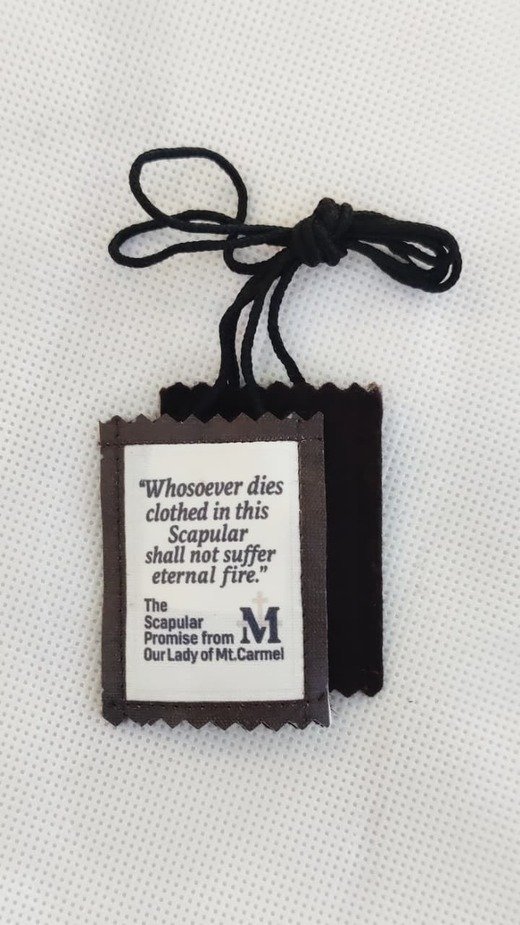 “Whosoever dies
clothed in this
Scapular
shall not suffer
eternal fire.”
The
Scapular
Promise from
Our Lady of Mt.Carmel
M